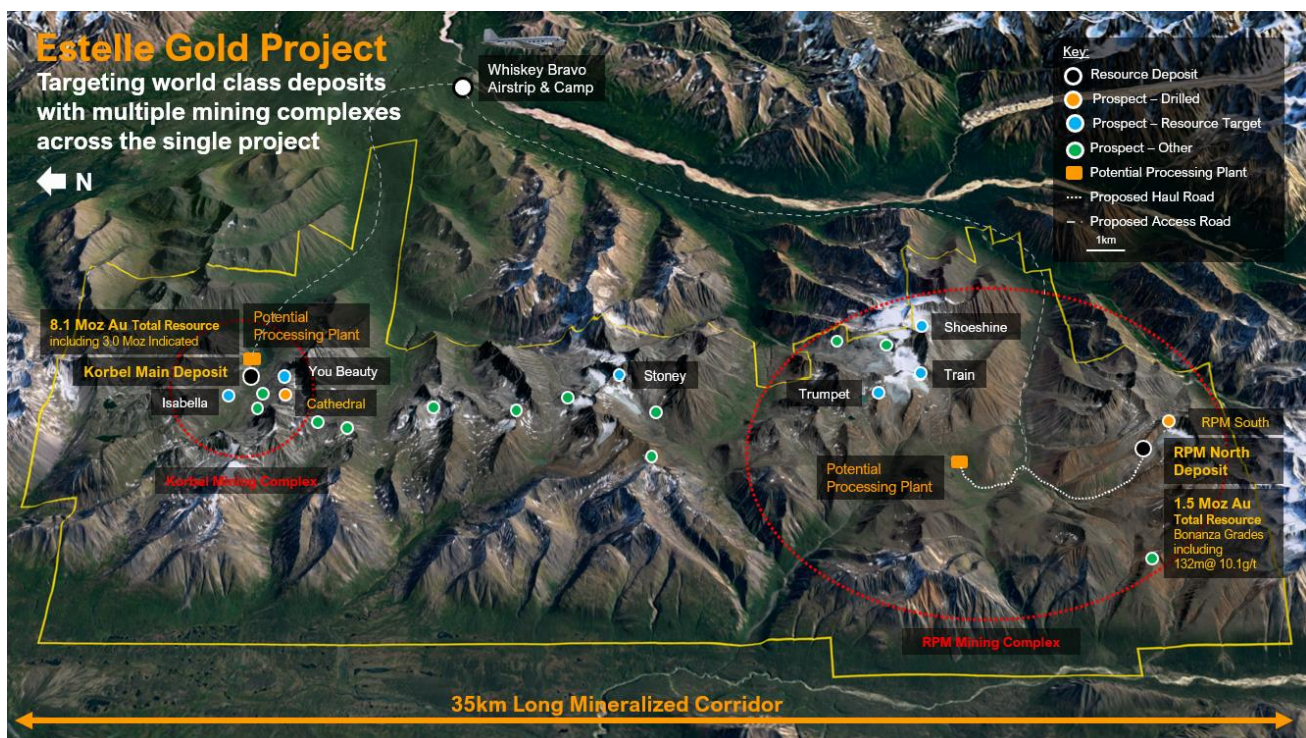 Estelle Gold Project
Targeting world class deposits
with multiple mining complexes
across the single project
N
Whiskey Bravo
Airstrip & Camp
Key:
Resource Deposit
Prospect – Drilled
Prospect – Resource Target
Prospect – Other
Potential Processing Plant
Proposed Haul Road
Proposed Access Road
1km
8.1 Moz Au Total Resource
including 3.0 Moz Indicated
Potential
Processing Plant
Korbel Main Deposit
You Beauty
Isabella
Cathedral
Korbel Mining Complex
Stoney
Shoeshine
Train
Trumpet
RPM South
RPM North
Deposit
Potential
Processing Plant
1.5 Moz Au
Total Resource
Bonanza Grades
including
132m@ 10.1g/t
RPM Mining Complex
35km Long Mineralized Corridor